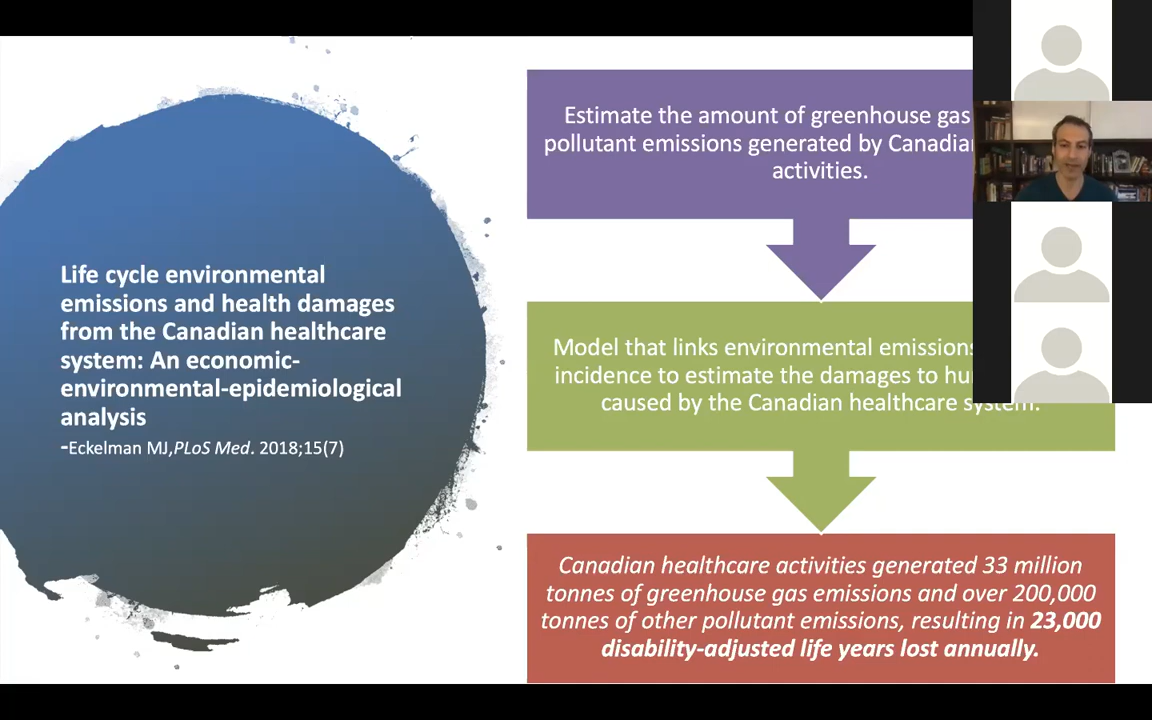 Life cycle environmental
emissions and health damages
from the Canadian healthcare
system: An economic-
environmental-epidemiological
analysis
-Eckelman MJ,PLoS Med. 2018;15(7)
Estimate the amount of greenhouse gas
pollutant emissions generated by Canadian
activities.
Model that links environmental emissions
incidence to estimate the damages to
caused by the Canadian healthcare system.
Canadian healthcare activities generated 33 million
tonnes of greenhouse gas emissions and over 200,000
tonnes of other pollutant emissions, resulting in 23,000
disability-adjusted life years lost annually.